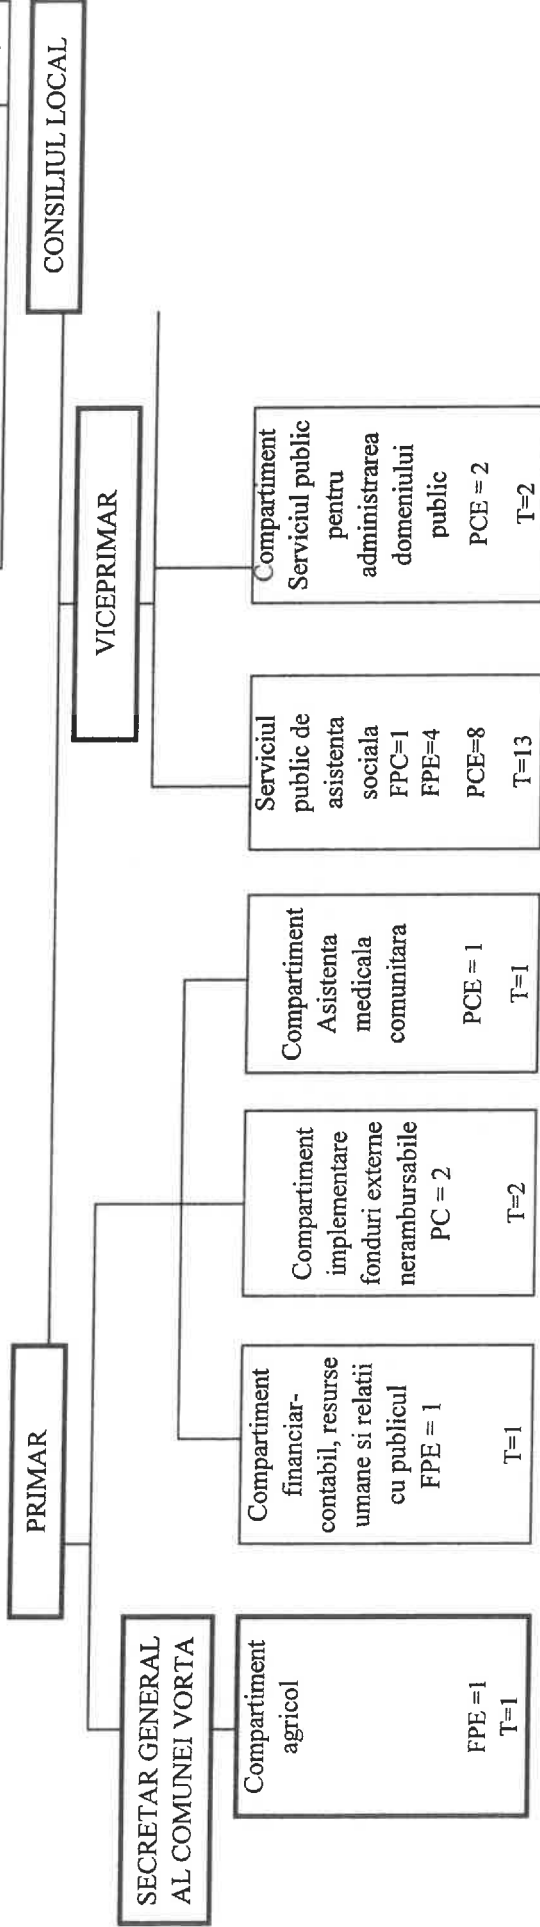 CONSILIUL LOCAL
PRIMAR
VICEPRIMAR
SECRETAR GENERAL
AL COMUNEI VORTA
Compartiment
agricol
FPE =1
T=1
Compartiment
financiar-
contabil, resurse
umane si relatii
cu publicul
FPE = 1
T=1
Compartiment
implementare
fonduri externe
nerambursabile
PC = 2
T=2
Compartiment
Asistenta
medicala
comunitara
PCE = 1
T=1
Serviciul
public de
asistenta
sociala
FPC=1
FPE=4
PCE=8
T=13
Compartiment
Serviciul public
pentru
administrarea
domeniului
public
PCE = 2
T=2